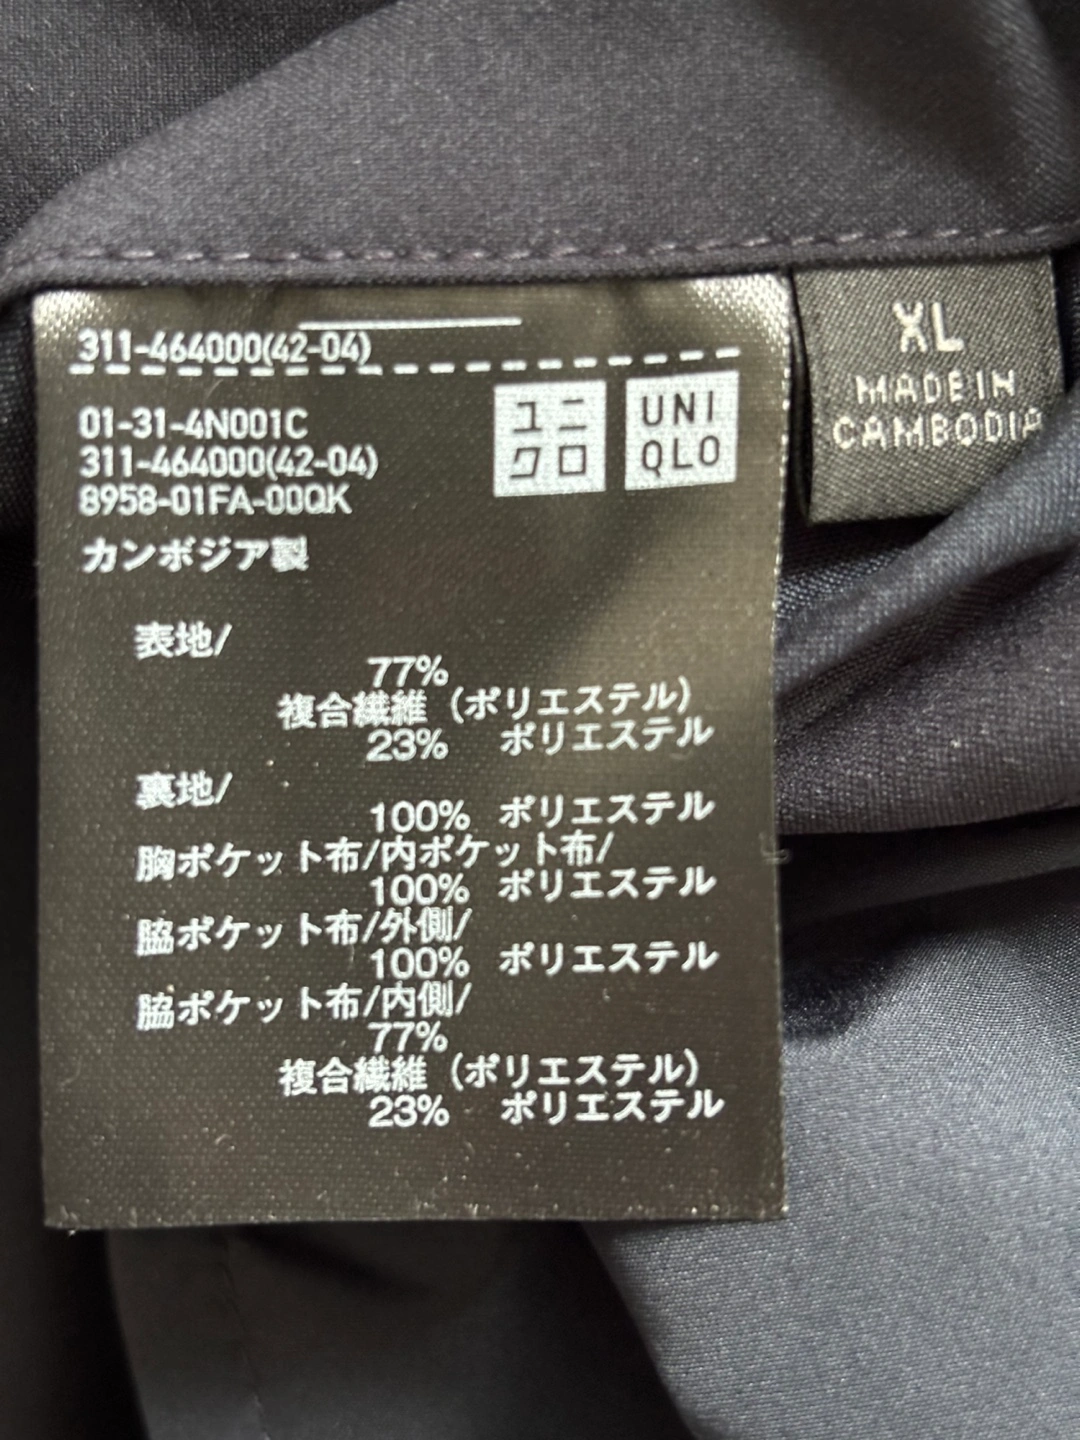 311-464000(42-04)
01-31-4N001C
311-464000(42-04)
8958-01FA-00QK
ユニ
クロ
UNI
QLO
XL
MADE IN
CAMBODIA
カンボジア製
表地/
77%
複合繊維（ポリエステル）
23% ポリエステル
裏地/
100% ポリエステル
胸ポケット布/内ポケット布/
100% ポリエステル
脇ポケット布/外側/
100% ポリエステル
脇ポケット布/内側/
77%
複合繊維（ポリエステル）
23% ポリエステル